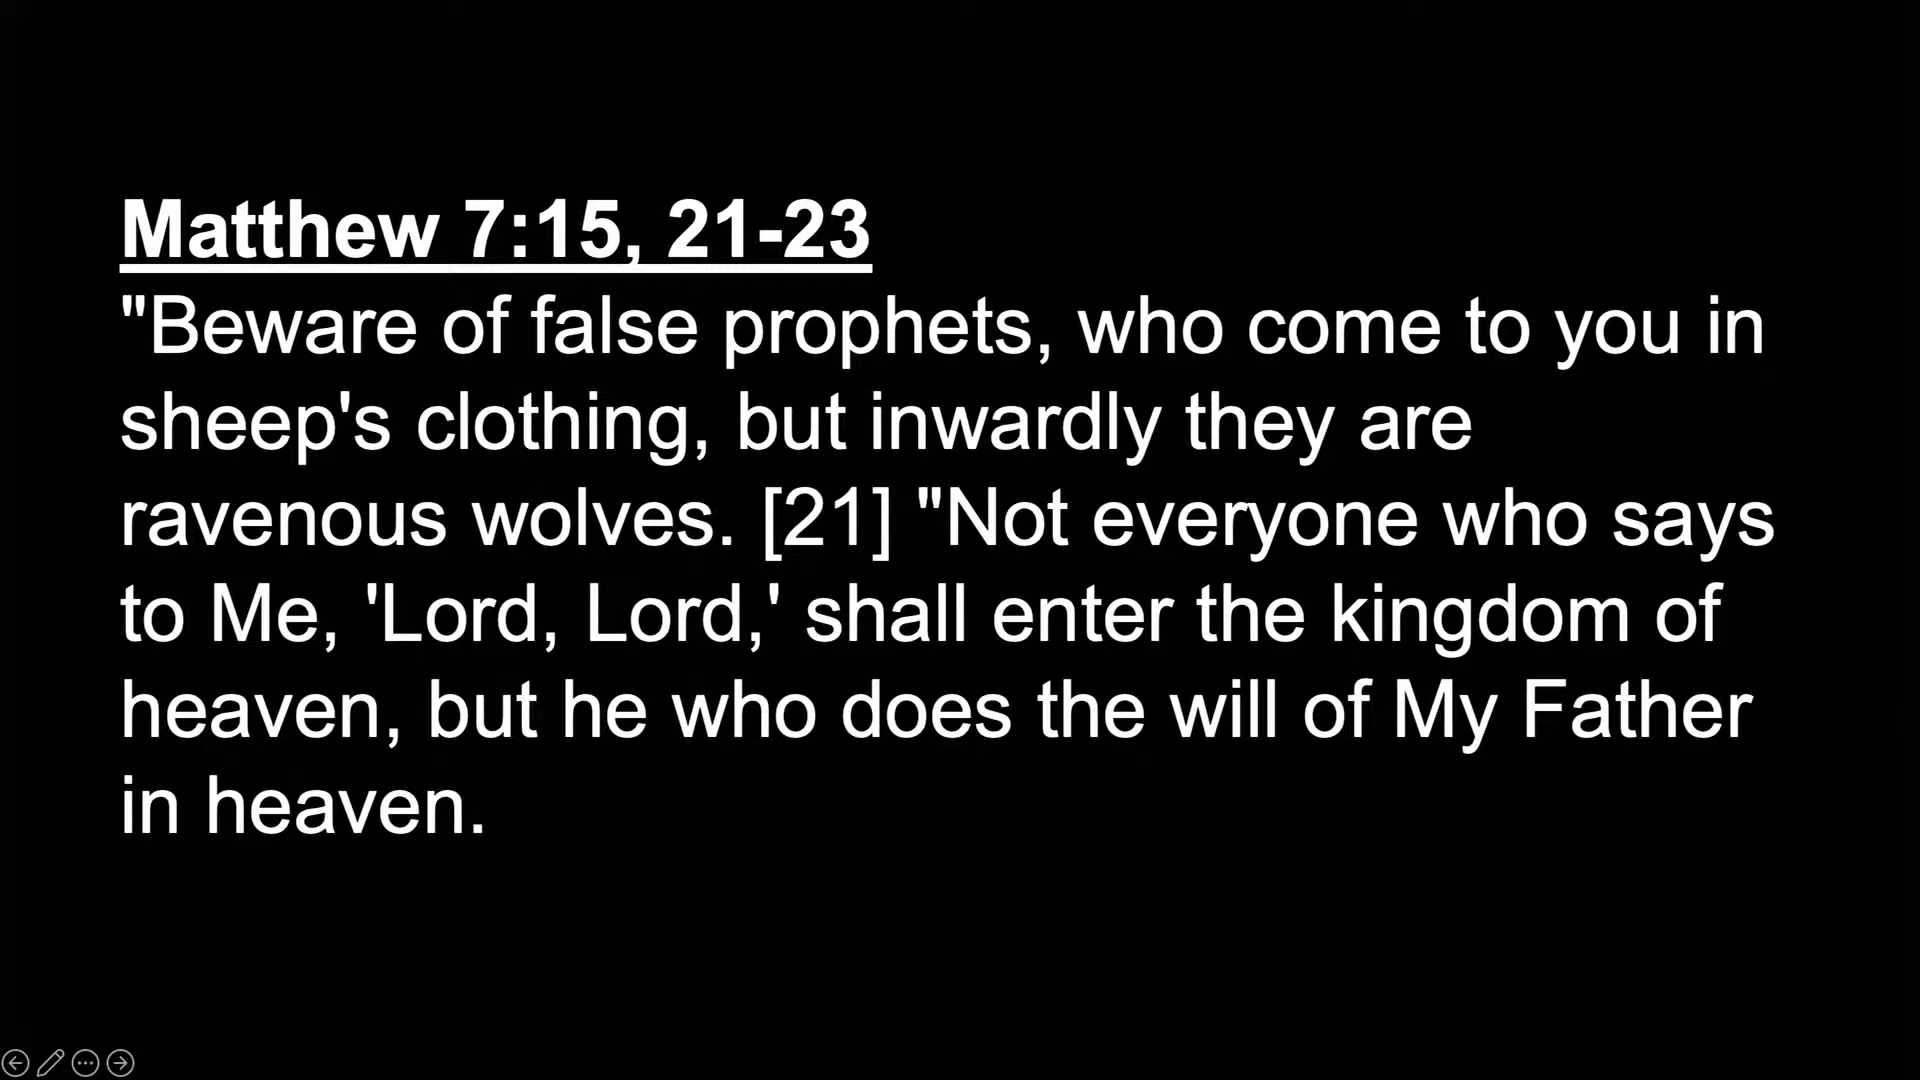 Matthew 7:15, 21-23
"Beware of false prophets, who come to you in
sheep's clothing, but inwardly they are
ravenous wolves. [21] "Not everyone who says
to Me, 'Lord, Lord,' shall enter the kingdom of
heaven, but he who does the will of My Father
in heaven.